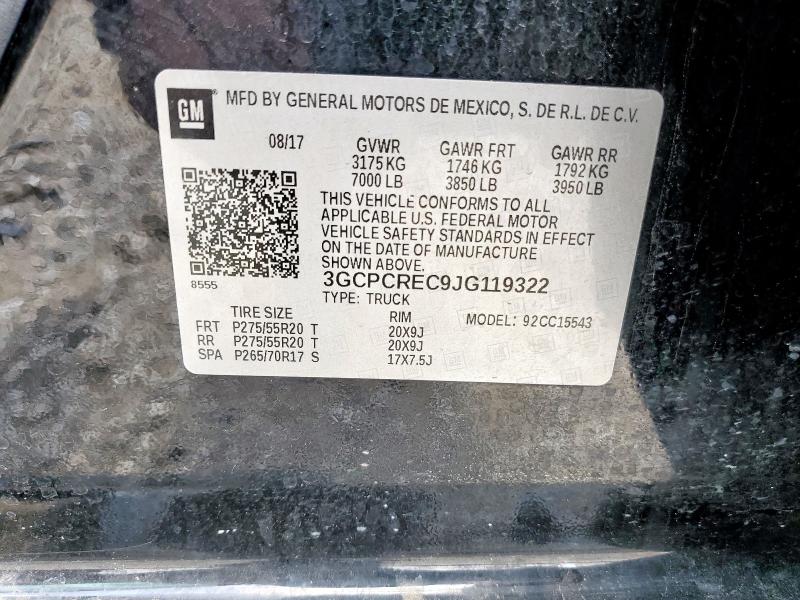 GM
MFD BY GENERAL MOTORS DE MEXICO, S. DE R.L. DE C.V.
08/17 GVWR GAWR FRT GAWR RR
3175 KG 1746 KG 1792 KG
7000 LB 3850 LB 3950 LB
THIS VEHICLE CONFORMS TO ALL
APPLICABLE U.S. FEDERAL MOTOR
VEHICLE SAFETY STANDARDS IN EFFECT
ON THE DATE OF MANUFACTURE
SHOWN ABOVE.
8555
3GCPCREC9JG119322
TYPE: TRUCK
TIRE SIZE RIM MODEL: 92CC15543
FRT P275/55R20 T 20X9J
RR P275/55R20 T 20X9J
SPA P265/70R17 S 17X7.5J